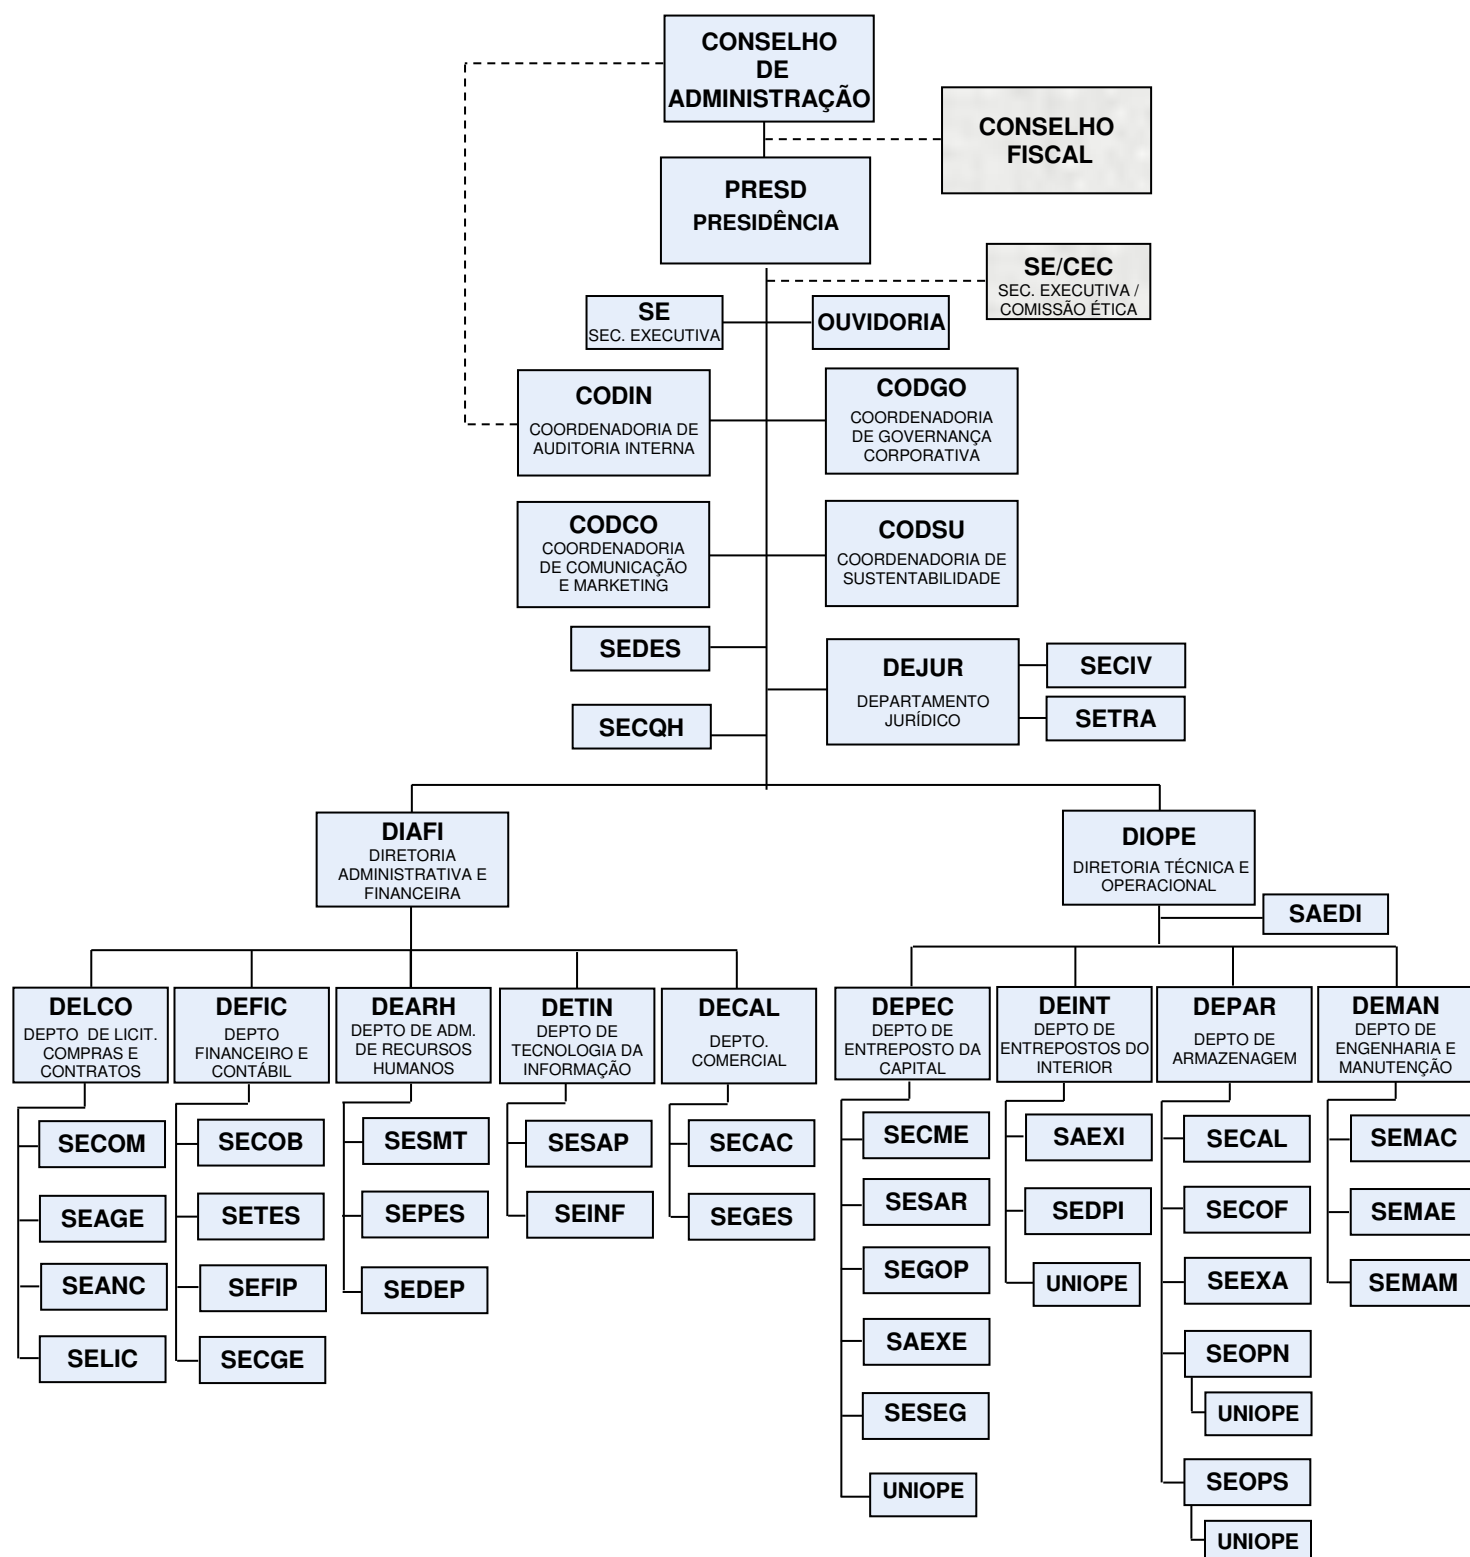 CONSELHO
DE
ADMINISTRAÇÃO
CONSELHO
FISCAL
PRESD
PRESIDÊNCIA
SE/CEC
SEC. EXECUTIVA /
COMISSÃO ÉTICA
SE
SEC. EXECUTIVA
OUVIDORIA
CODIN
COORDENADORIA DE
AUDITORIA INTERNA
CODGO
COORDENADORIA
DE GOVERNANÇA
CORPORATIVA
CODCO
COORDENADORIA
DE COMUNICAÇÃO
E MARKETING
CODSU
COORDENADORIA DE
SUSTENTABILIDADE
SEDES
DEJUR
DEPARTAMENTO
JURÍDICO
SECIV
SETRA
SECQH
DIAFI
DIRETORIA
ADMINISTRATIVA E
FINANCEIRA
DIOPE
DIRETORIA TÉCNICA E
OPERACIONAL
SAEDI
DELCO
DEPTO DE LICIT.
COMPRAS E
CONTRATOS
DEFIC
DEPTO
FINANCEIRO E
CONTÁBIL
DEARH
DEPTO DE ADM.
DE RECURSOS
HUMANOS
DETIN
DEPTO DE
TECNOLOGIA DA
INFORMAÇÃO
DECAL
DEPTO.
COMERCIAL
DEPEC
DEPTO DE
ENTREPOSTO DA
CAPITAL
DEINT
DEPTO DE
ENTREPOSTOS DO
INTERIOR
DEPAR
DEPTO DE
ARMAZENAGEM
DEMAN
DEPTO DE
ENGENHARIA E
MANUTENÇÃO
SECOM
SEAGE
SEANC
SELIC
SECOB
SETES
SEFIP
SECGE
SESMT
SEPES
SEDEP
SESAP
SEINF
SECAC
SEGES
SECME
SESAR
SEGOP
SAEXE
SESEG
UNIOPE
SAEXI
SEDPI
UNIOPE
SECAL
SECOF
SEEXA
SEOPN
UNIOPE
SEOPS
UNIOPE
SEMAC
SEMAE
SEMAM